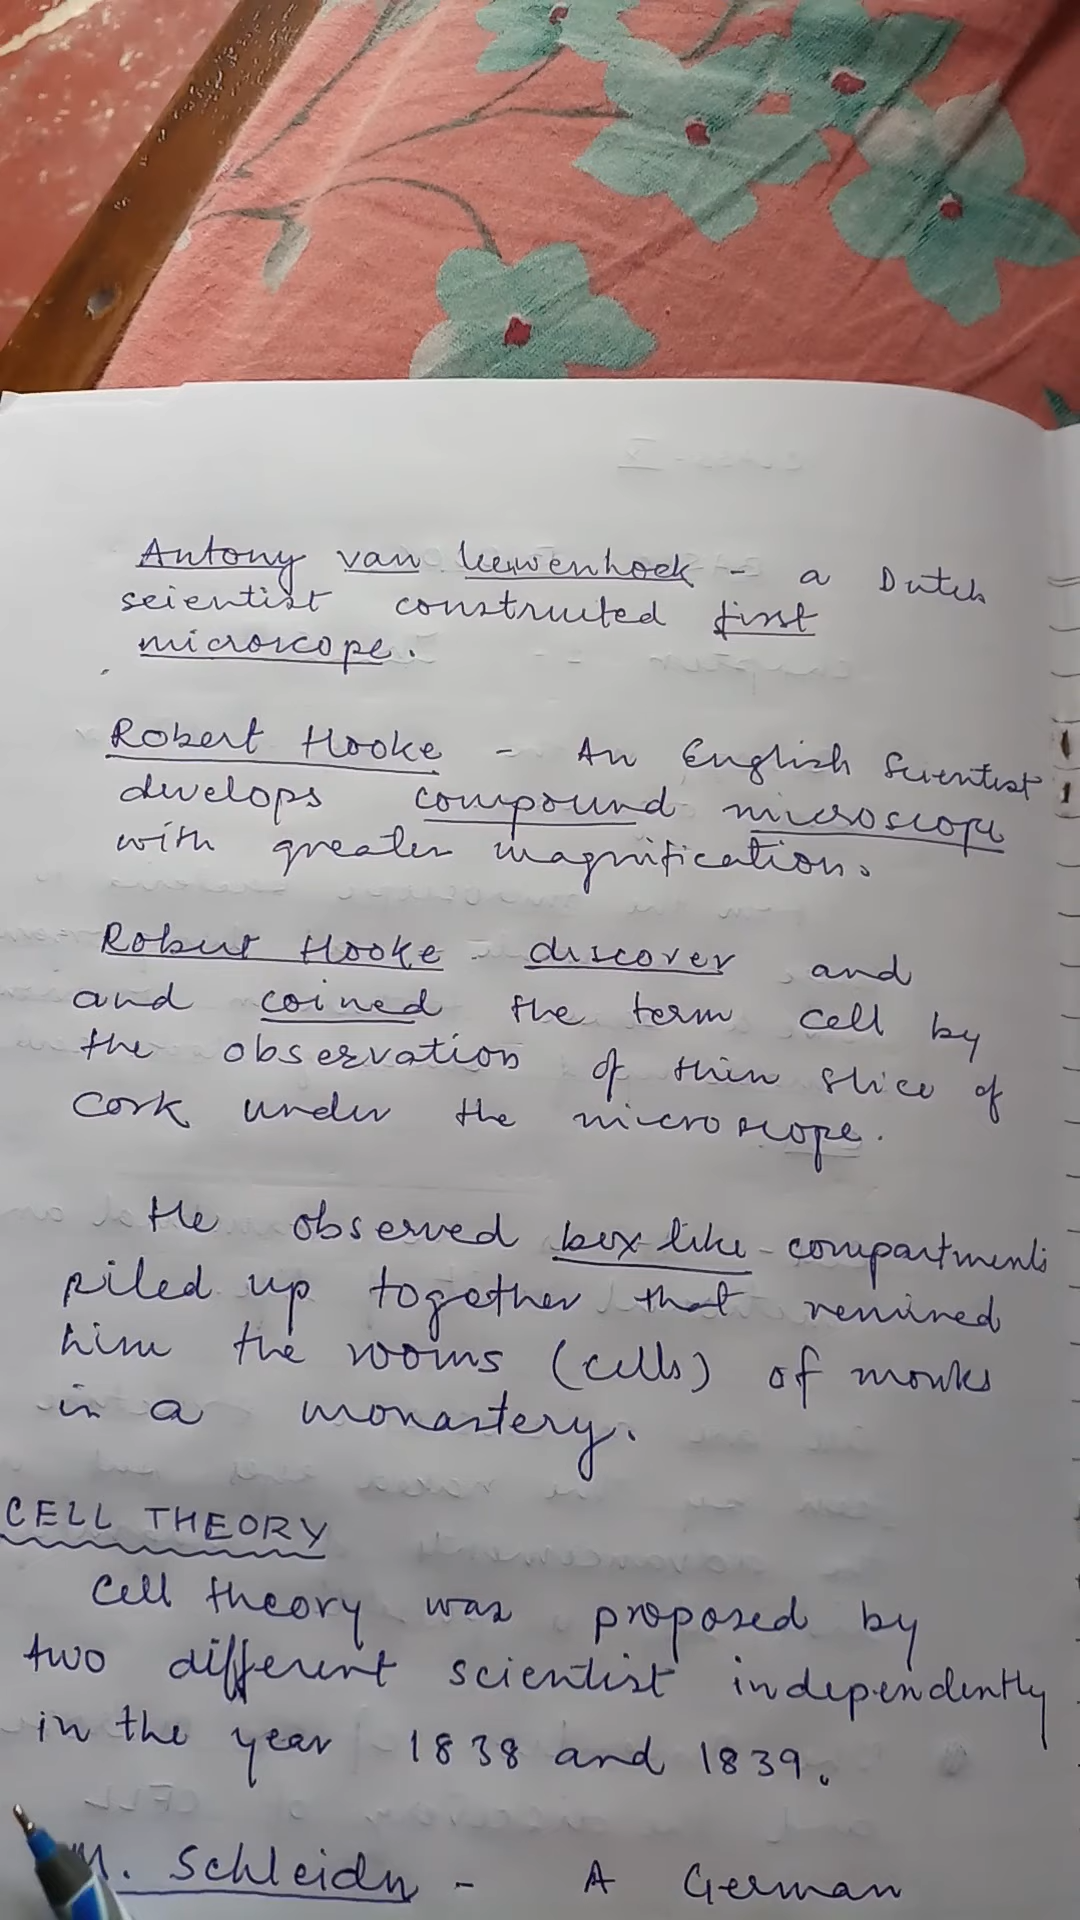 Antony van Lewenhoek - a Dutch
scientist constructed first
microscope.
Robert Hooke - An English Scientist
develops compound microscope
with greater magnification.
Robert Hooke discover and
and coined the term cell by
the observation of thin slice of
cork under the microscope.
He observed box like compartments
piled up together that remined
him the rooms (cells) of monks
in a monastery.
CELL THEORY
Cell theory was proposed by
two different scientist independently
in the year 1838 and 1839.
M. Schleidn - A German